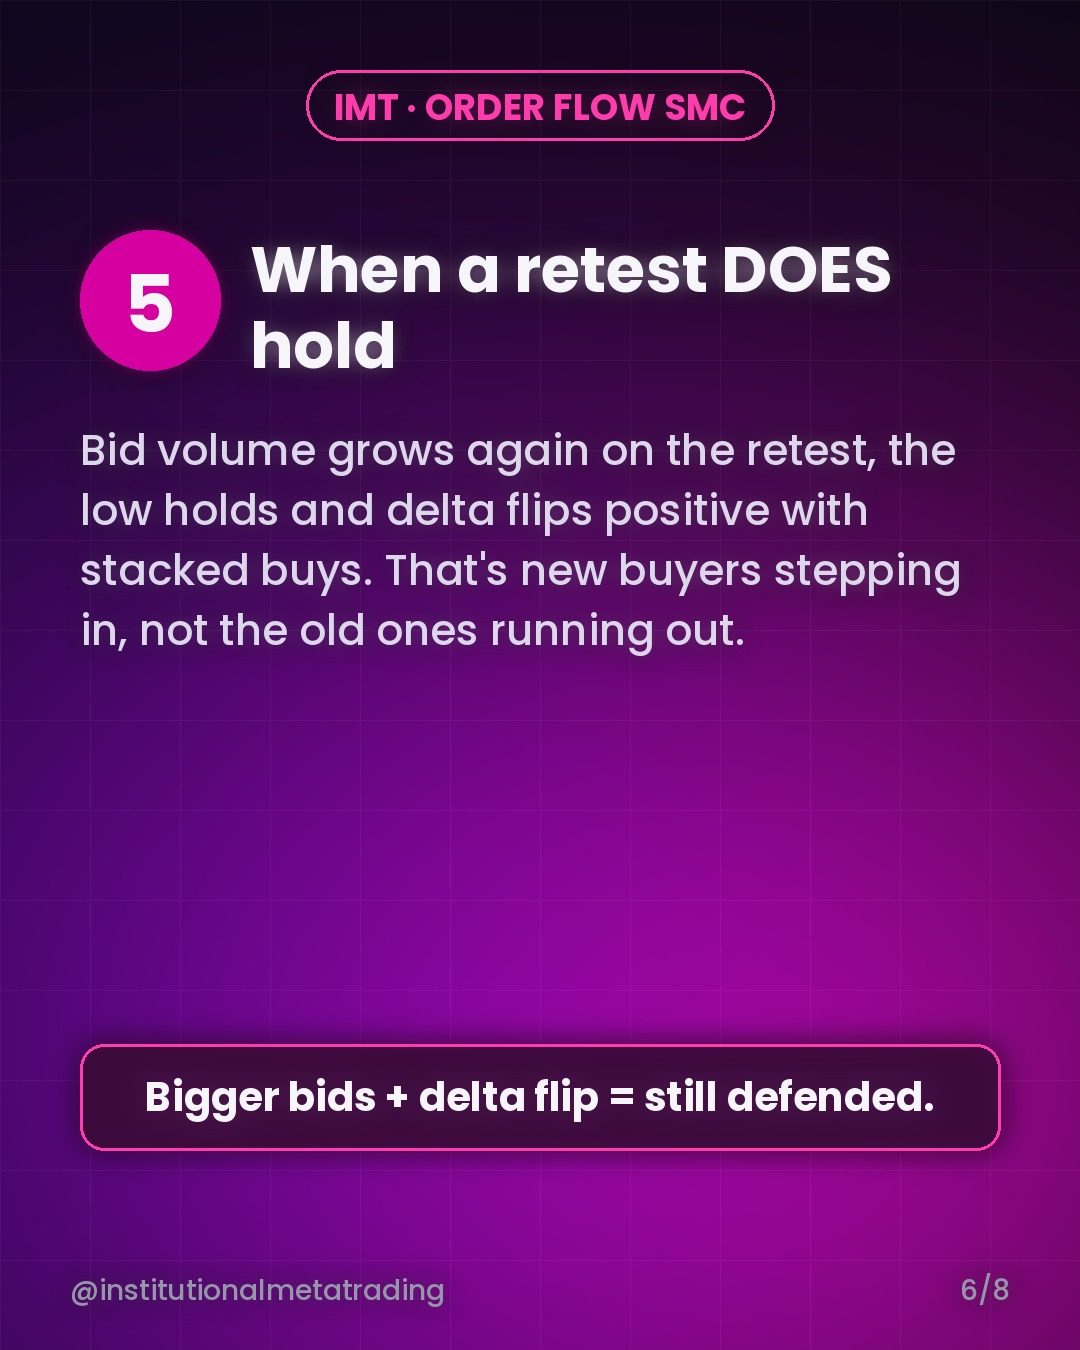 IMT · ORDER FLOW SMC
5
When a retest DOES
hold
Bid volume grows again on the retest, the
low holds and delta flips positive with
stacked buys. That's new buyers stepping
in, not the old ones running out.
Bigger bids + delta flip = still defended.
@institutionalmetatrading
6/8